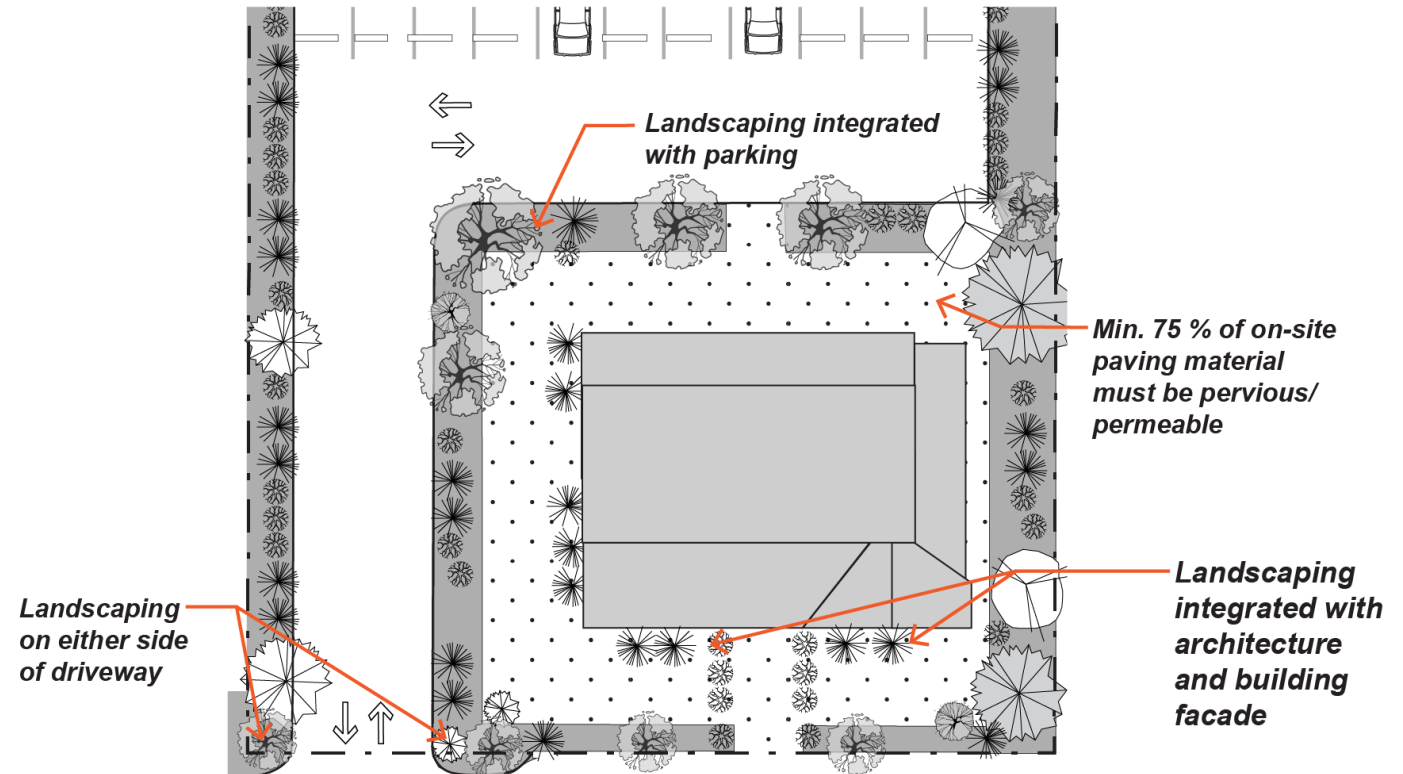 Landscaping integrated
with parking
Min. 75 % of on-site
paving material
must be pervious/
permeable
Landscaping
on either side
of driveway
Landscaping
integrated with
architecture
and building
facade